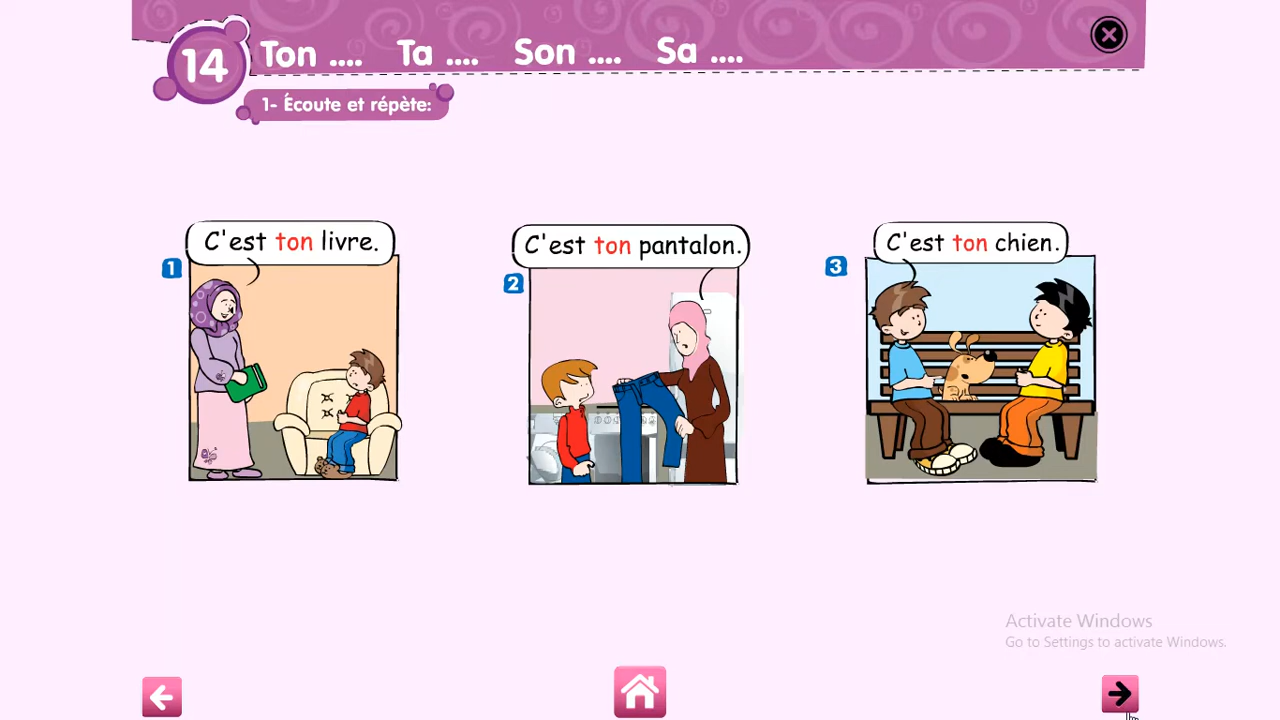 14 Ton .... Ta .... Son .... Sa ....
1- Écoute et répète:
C'est ton livre.
1
C'est ton pantalon.
2
C'est ton chien.
3
Activate Windows
Go to Settings to activate Windows.